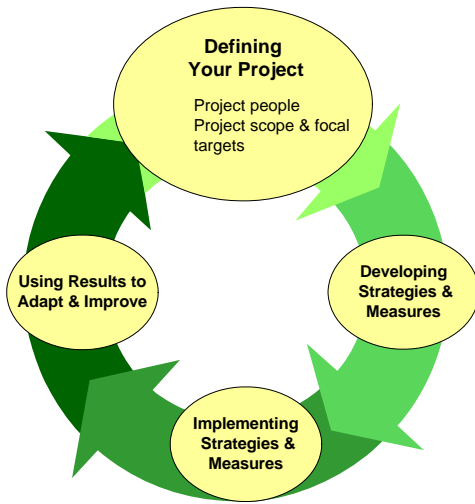 Defining
Your Project
Project people
Project scope & focal
targets
Developing
Strategies &
Measures
Implementing
Strategies &
Measures
Using Results to
Adapt & Improve